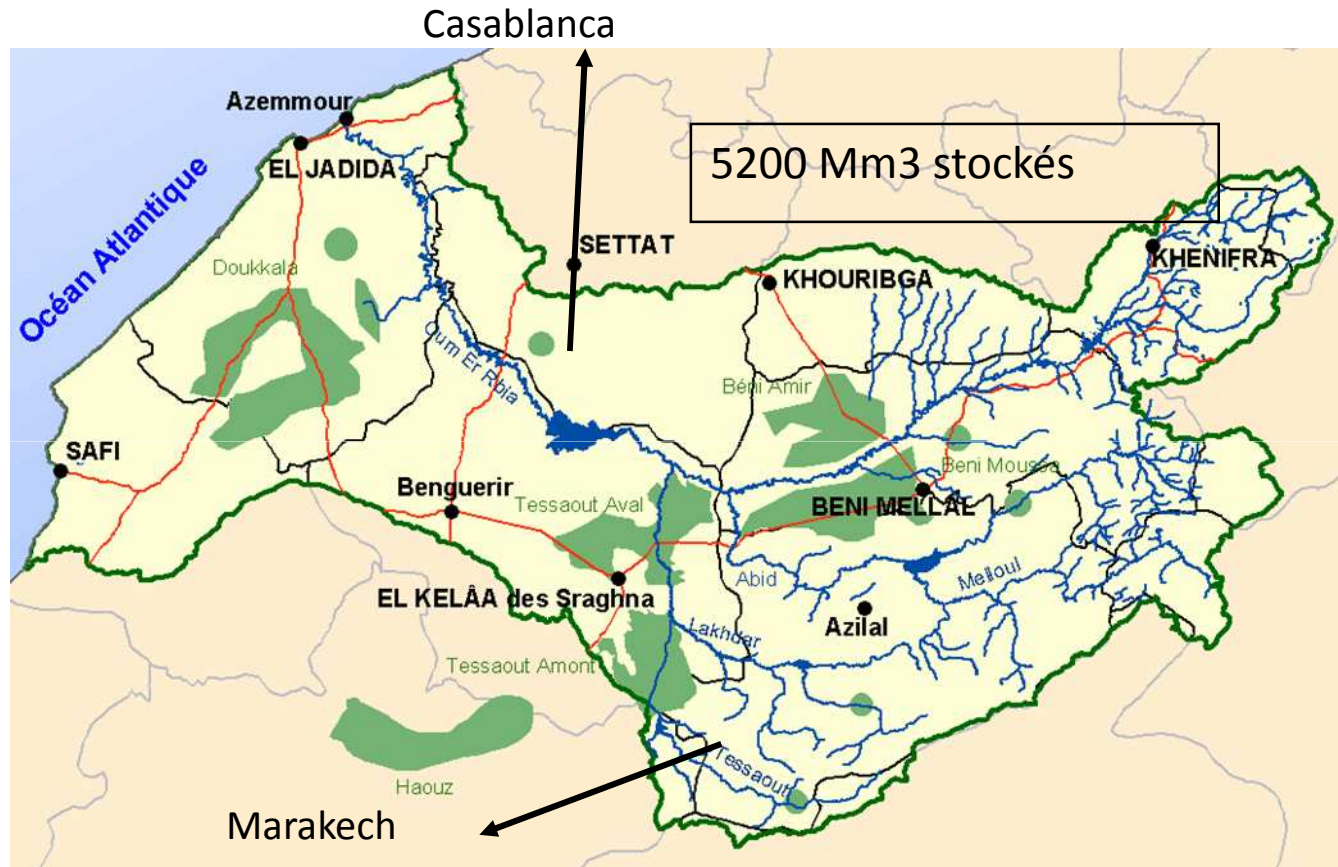 Casablanca
Azemmour
EL JADIDA
5200 Mm3 stockés
Océan Atlantique
SETTAT
KHENIFRA
Doukkala
KHOURIBGA
Oum Er Rbia
Béni Amir
SAFI
Beni Moussa
Benguerir
Tessaout Aval
BENI MELLAL
Abid
Melloul
EL KELÂA des Sraghna
Azilal
Lakhdar
Tessaout Amont
Tessaout
Haouz
Marakech